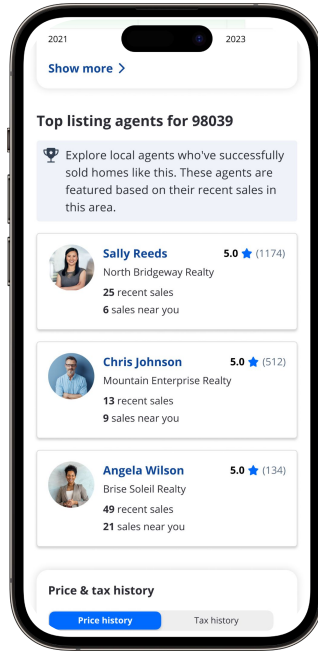 2021 2023
Show more >
Top listing agents for 98039
Explore local agents who've successfully
sold homes like this. These agents are
featured based on their recent sales in
this area.
Sally Reeds 5.0 ★ (1174)
North Bridgeway Realty
25 recent sales
6 sales near you
Chris Johnson 5.0 ★ (512)
Mountain Enterprise Realty
13 recent sales
9 sales near you
Angela Wilson 5.0 ★ (134)
Brise Soleil Realty
49 recent sales
21 sales near you
Price & tax history
Price history Tax history